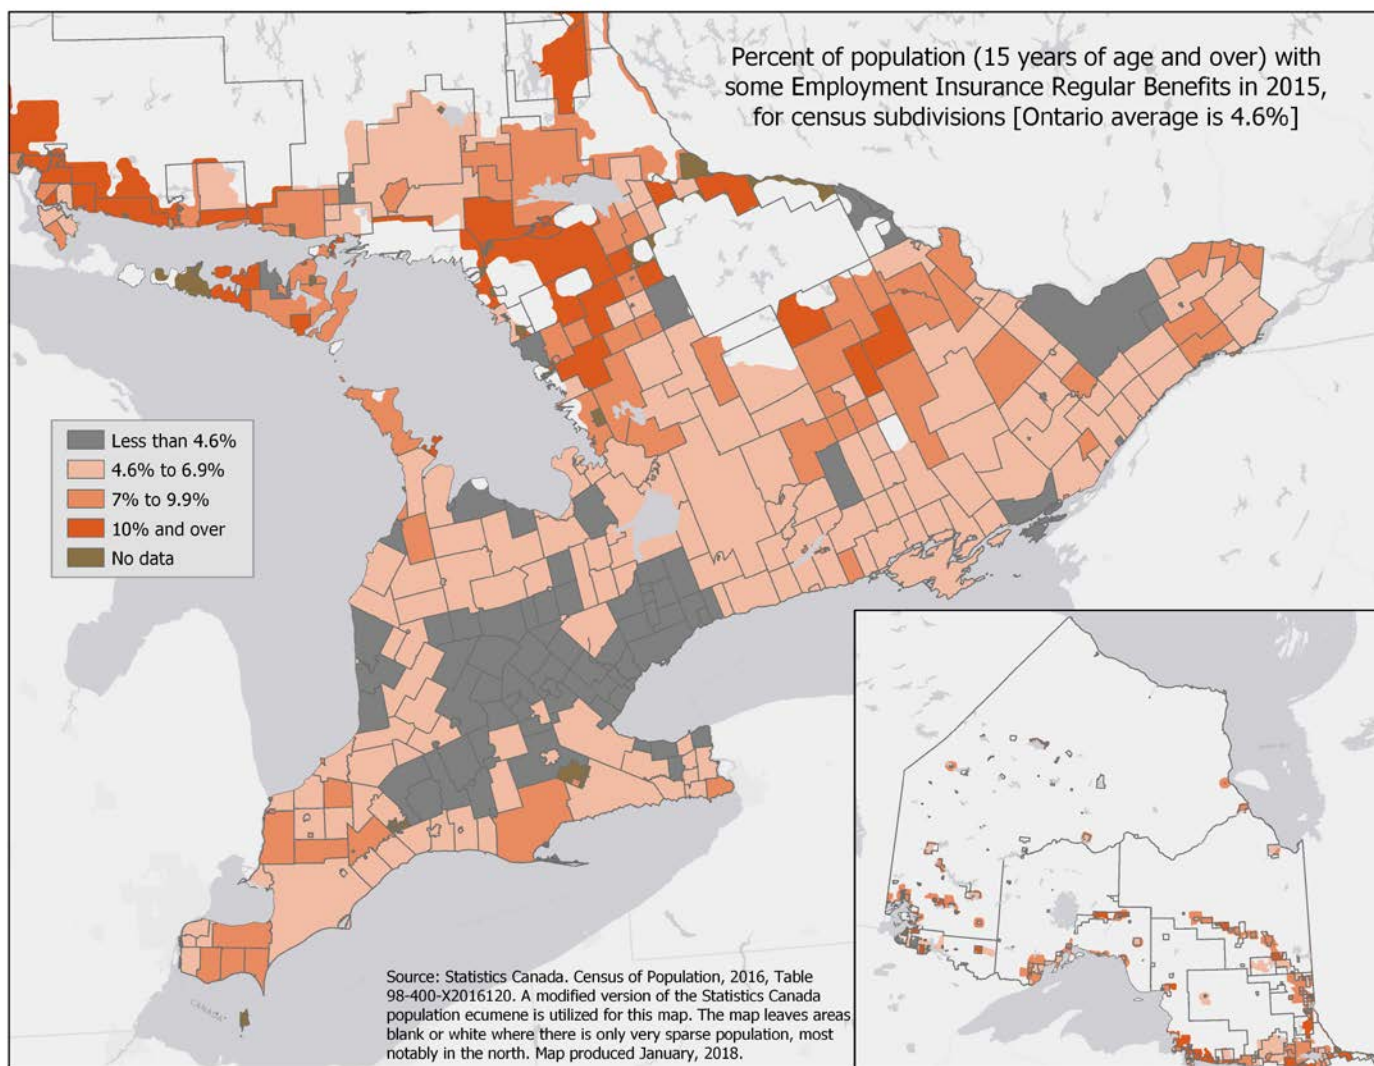 Percent of population (15 years of age and over) with
some Employment Insurance Regular Benefits in 2015,
for census subdivisions [Ontario average is 4.6%]
Less than 4.6%
4.6% to 6.9%
7% to 9.9%
10% and over
No data
CANADA
Source: Statistics Canada. Census of Population, 2016, Table
98-400-X2016120. A modified version of the Statistics Canada
population ecumene is utilized for this map. The map leaves areas
blank or white where there is only very sparse population, most
notably in the north. Map produced January, 2018.